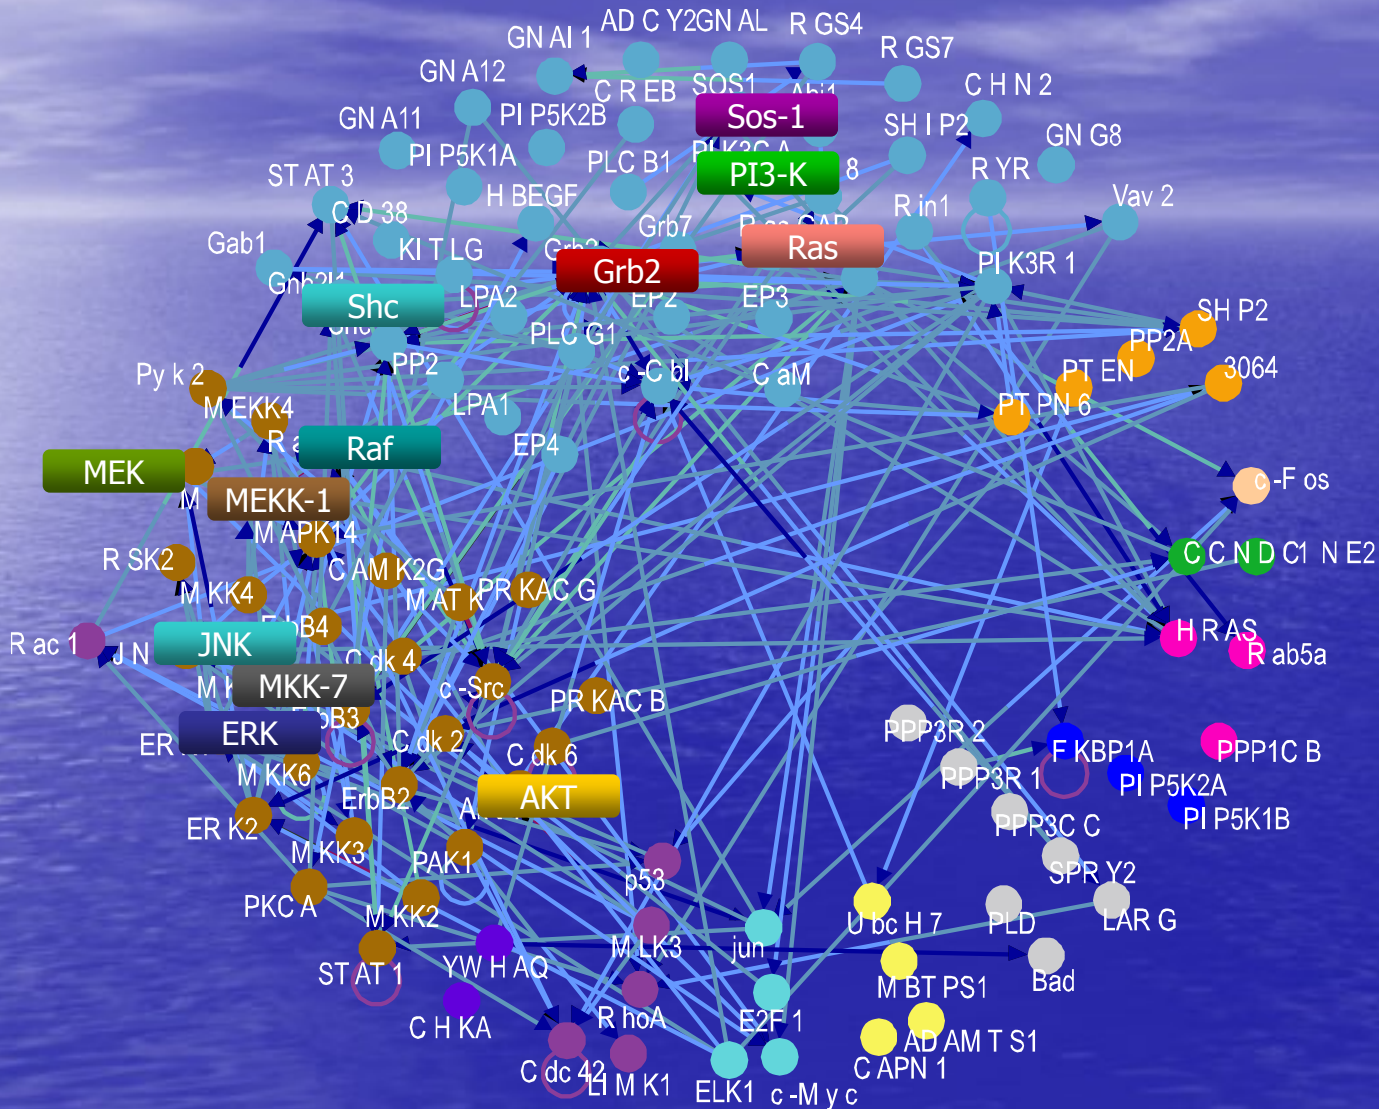 AD C Y2
GN AL
R GS4
GN AI 1
R GS7
GN A12
C R EB
SOS1
Abi1
C H N 2
GN A11
PI P5K2B
Sos-1
SH I P2
GN G8
PI P5K1A
PLC B1
PI3-K
8
R YR
ST AT 3
H BEGF
Vav 2
C D 38
Grb7
R in1
Gab1
KI T LG
Ras
PI K3R 1
Grb2
Shc
LPA2
EP2
EP3
SH P2
PLC G1
PP2A
PP2
Py k 2
c -C bl
C aM
PT EN
3064
M EKK4
LPA1
PT PN 6
Raf
EP4
MEK
c -F os
MEKK-1
M APK14
R SK2
C AM K2G
C C N D 1
C C N E2
M KK4
M AT K
PR KAC G
R ac 1
J N
JNK
E rbB4
H R AS
R ab5a
C dk 4
MKK-7
c -Src
PR KAC B
ErbB3
ERK
C dk 2
C dk 6
PPP3R 2
F KBP1A
PPP1C B
M KK6
ErbB2
AKT
PPP3R 1
PI P5K2A
ER K2
PPP3C C
PI P5K1B
M KK3
PAK1
p53
SPR Y2
PKC A
M KK2
U bc H 7
PLD
LAR G
M LK3
jun
ST AT 1
YW H AQ
Bad
M BT PS1
C H KA
R hoA
E2F 1
AD AM T S1
C dc 42
LI M K1
C APN 1
ELK1
c -M y c